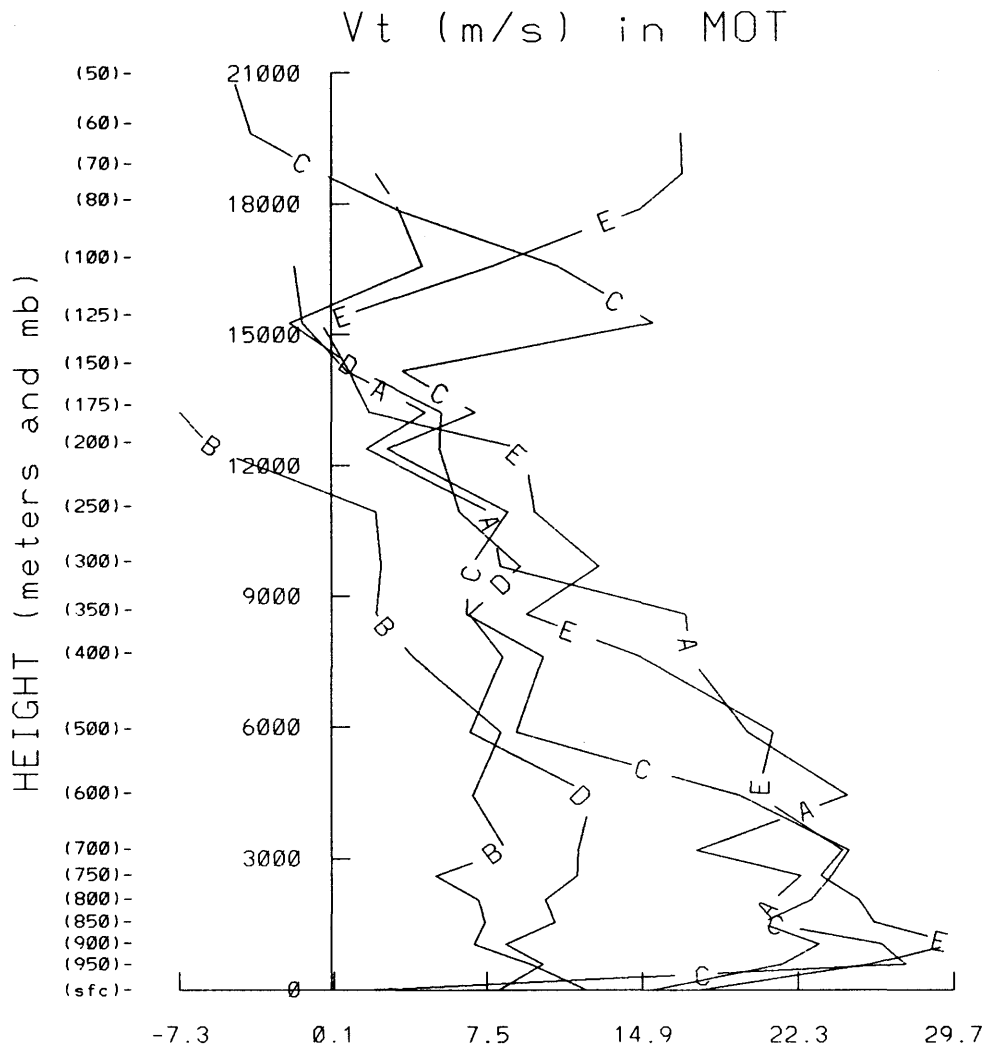 Vt (m/s) in MOT
HEIGHT (meters and mb)
(50)- 21000
(60)-
(70)- C
(80)- 18000 E
(100)-
C
(125)- E
15000
(150)- D
A C
(175)-
(200)- B E
12000
(250)- A
(300)- C D
9000
(350)- B E A
(400)-
(500)- 6000
C
(600)- E D
A
(700)- B
3000
(750)-
(800)- A
(850)- C
(900)- E
(950)- C
(sfc)- 0
-7.3 0.1 7.5 14.9 22.3 29.7